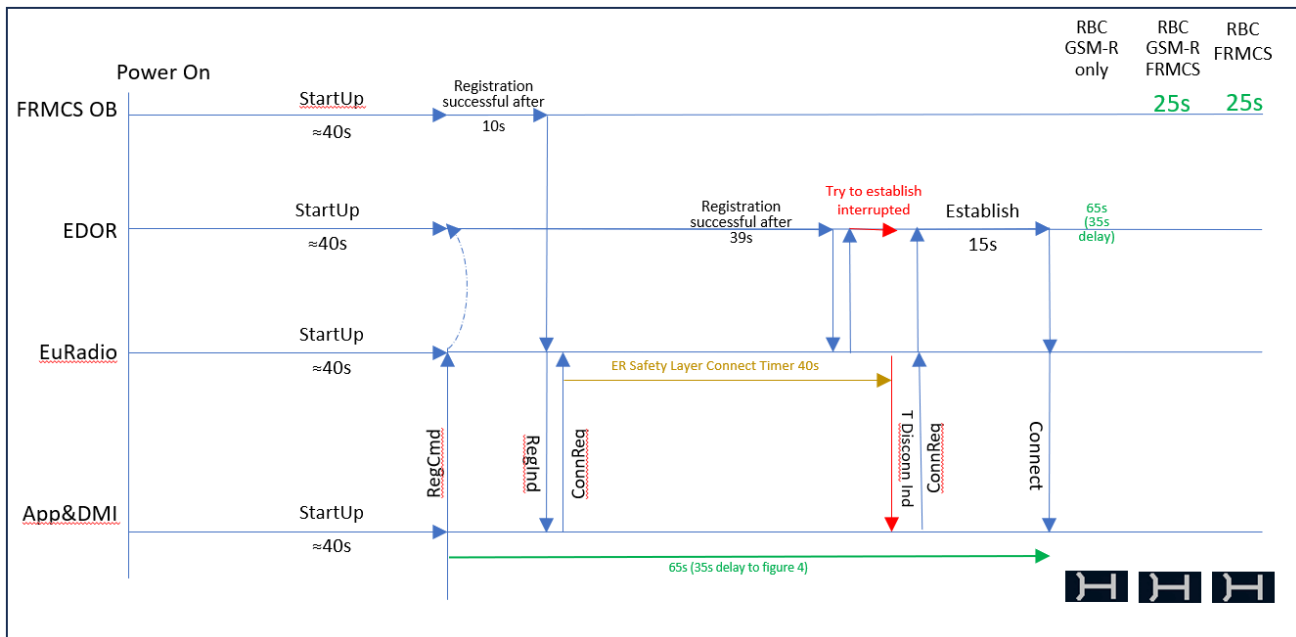 RBC
GSM-R
only
RBC
GSM-R
FRMCS
RBC
FRMCS
25s
25s
Power On
FRMCS OB
StartUp
≈40s
Registration
successful after
10s
EDOR
StartUp
≈40s
Registration
successful after
39s
Try to establish
interrupted
Establish
15s
65s
(35s
delay)
EuRadio
StartUp
≈40s
ER Safety Layer Connect Timer 40s
RegCmd
RegInd
ConnReq
T Disconn Ind
ConnReq
Connect
App&DMI
StartUp
≈40s
65s (35s delay to figure 4)